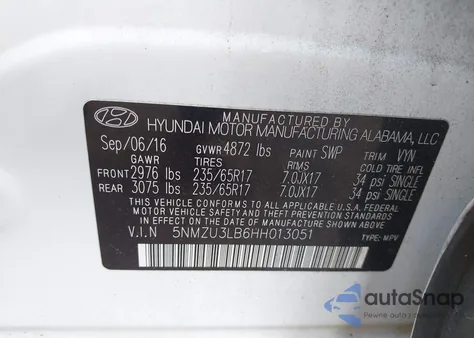 MANUFACTURED BY
HYUNDAI MOTOR MANUFACTURING ALABAMA, LLC
Sep/06/16 GVWR 4872 lbs PAINT SWP TRIM VYN
GAWR TIRES RIMS COLD TIRE INFL
FRONT 2976 lbs 235/65R17 7.0JX17 34 psi SINGLE
REAR 3075 lbs 235/65R17 7.0JX17 34 psi SINGLE
THIS VEHICLE CONFORMS TO ALL APPLICABLE U.S.A. FEDERAL
MOTOR VEHICLE SAFETY, BUMPER, AND THEFT PREVENTION
STANDARDS IN EFFECT ON THE DATE OF MANUFACTURE SHOWN ABOVE.
V.I.N 5NMZU3LB6HH013051 TYPE: MPV
autoSnap
Pewne auto z